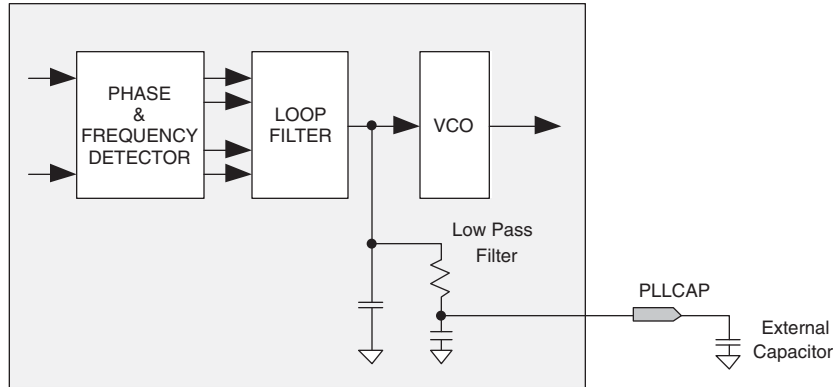 PHASE
&
FREQUENCY
DETECTOR
LOOP
FILTER
VCO
Low Pass
Filter
PLLCAP
External
Capacitor